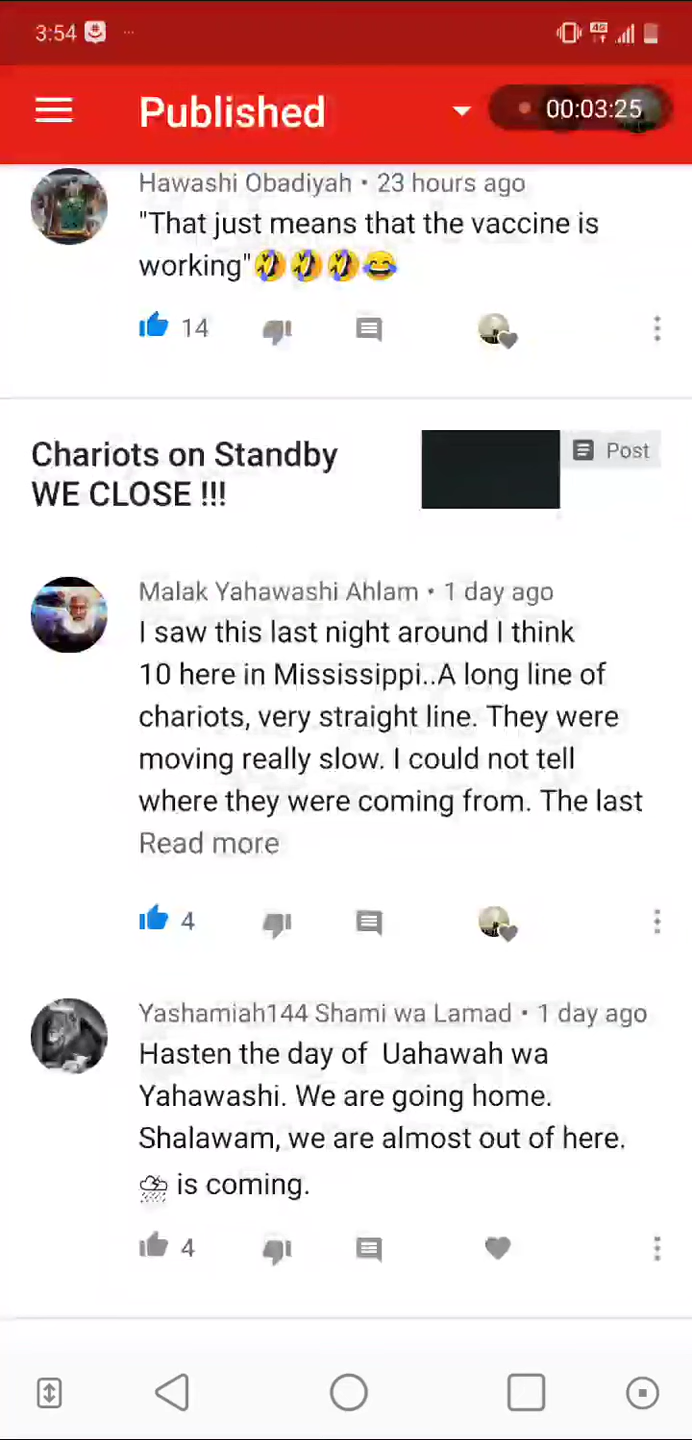 3:54
4G
Published
00:03:25
Hawashi Obadiyah • 23 hours ago
"That just means that the vaccine is
working"🤣🤣🤣😂
14
Chariots on Standby
WE CLOSE !!!
Post
Malak Yahawashi Ahlam • 1 day ago
I saw this last night around I think
10 here in Mississippi..A long line of
chariots, very straight line. They were
moving really slow. I could not tell
where they were coming from. The last
Read more
4
Yashamiah144 Shami wa Lamad • 1 day ago
Hasten the day of  Uahawah wa
Yahawashi. We are going home.
Shalawam, we are almost out of here.
⛈ is coming.
4